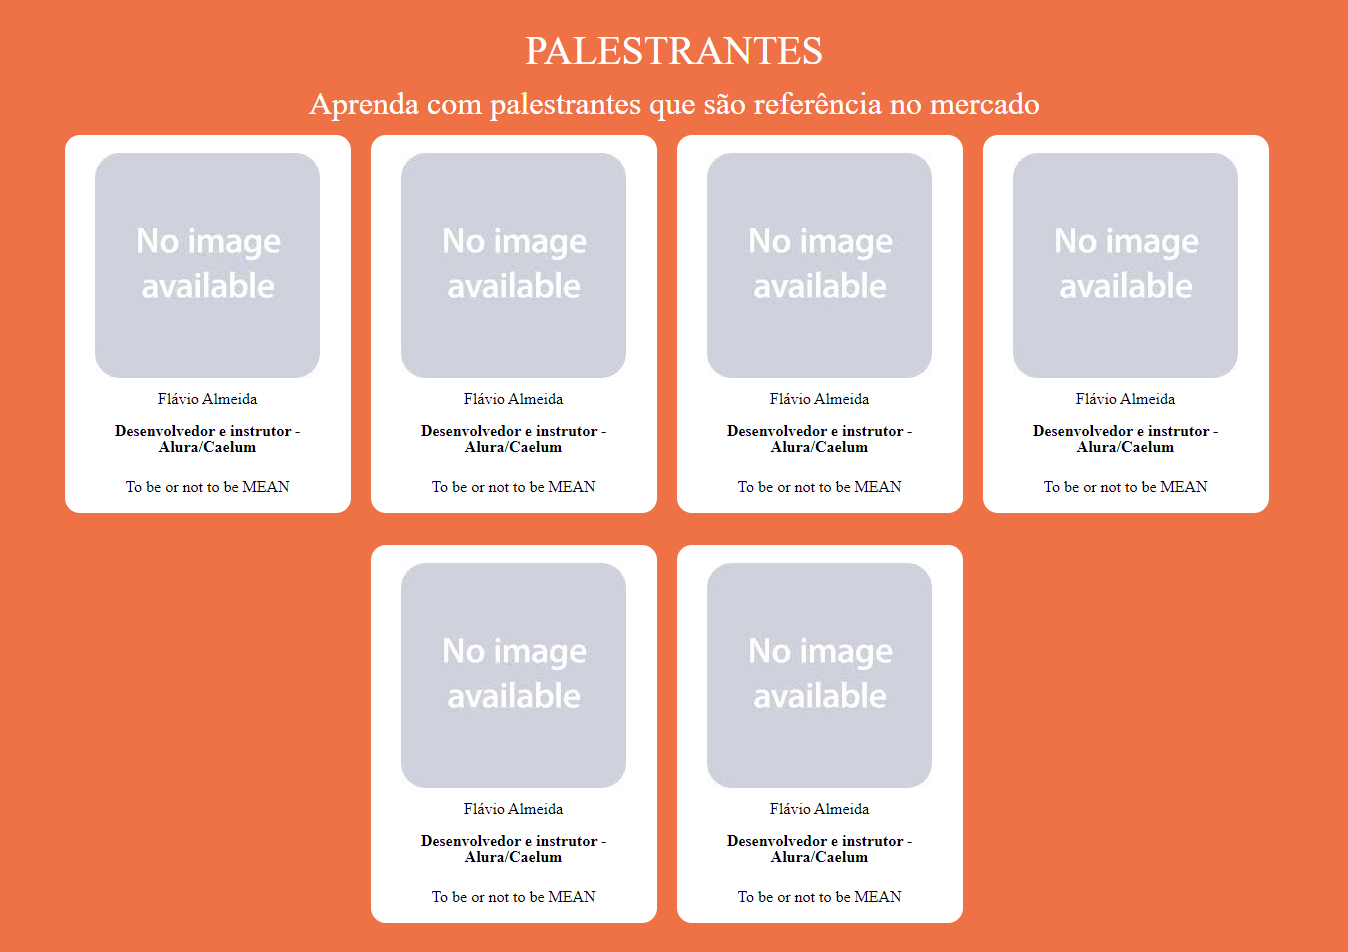 PALESTRANTES
Aprenda com palestrantes que são referência no mercado
No image
available
Flávio Almeida
Desenvolvedor e instrutor -
Alura/Caelum
To be or not to be MEAN
No image
available
Flávio Almeida
Desenvolvedor e instrutor -
Alura/Caelum
To be or not to be MEAN
No image
available
Flávio Almeida
Desenvolvedor e instrutor -
Alura/Caelum
To be or not to be MEAN
No image
available
Flávio Almeida
Desenvolvedor e instrutor -
Alura/Caelum
To be or not to be MEAN
No image
available
Flávio Almeida
Desenvolvedor e instrutor -
Alura/Caelum
To be or not to be MEAN
No image
available
Flávio Almeida
Desenvolvedor e instrutor -
Alura/Caelum
To be or not to be MEAN